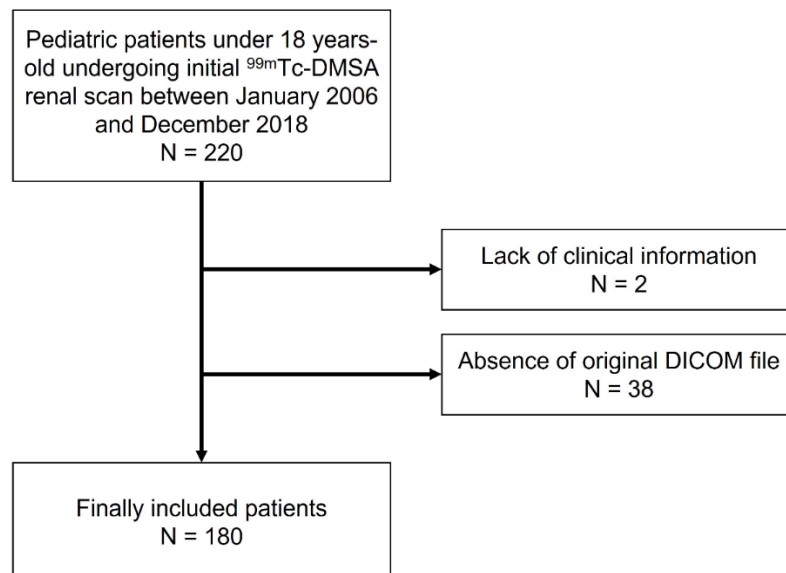 Pediatric patients under 18 years-
old undergoing initial ⁹⁹ᵐTc-DMSA
renal scan between January 2006
and December 2018
N = 220
Lack of clinical information
N = 2
Absence of original DICOM file
N = 38
Finally included patients
N = 180